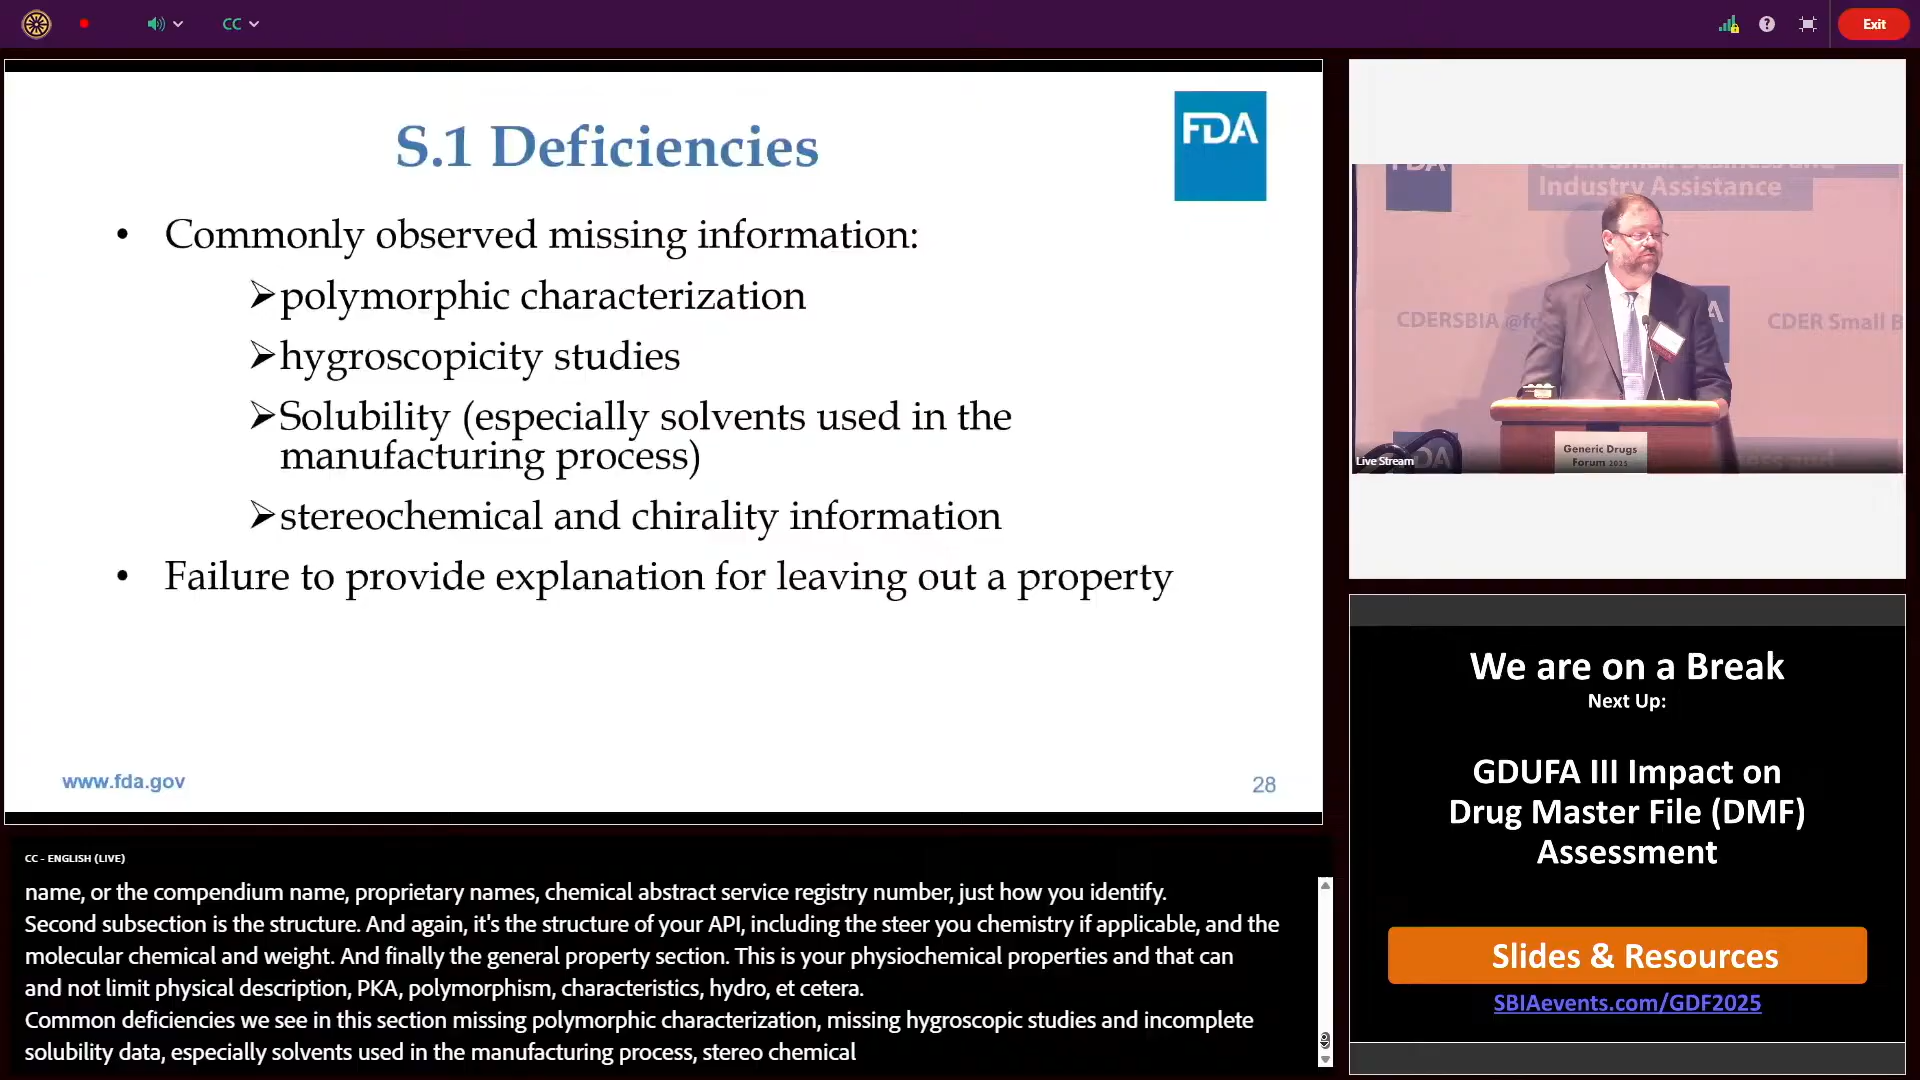 CC
Exit
S.1 Deficiencies
FDA
• Commonly observed missing information:
➢polymorphic characterization
➢hygroscopicity studies
➢Solubility (especially solvents used in the
manufacturing process)
➢stereochemical and chirality information
• Failure to provide explanation for leaving out a property
www.fda.gov
28
Industry Assistance
CDERSBIA
CDER Small B
Generic Drugs
Forum 2025
Live Stream
We are on a Break
Next Up:
GDUFA III Impact on
Drug Master File (DMF)
Assessment
Slides & Resources
SBIAevents.com/GDF2025
CC - ENGLISH (LIVE)
name, or the compendium name, proprietary names, chemical abstract service registry number, just how you identify.
Second subsection is the structure. And again, it's the structure of your API, including the steer you chemistry if applicable, and the
molecular chemical and weight. And finally the general property section. This is your physiochemical properties and that can
and not limit physical description, PKA, polymorphism, characteristics, hydro, et cetera.
Common deficiencies we see in this section missing polymorphic characterization, missing hygroscopic studies and incomplete
solubility data, especially solvents used in the manufacturing process, stereo chemical